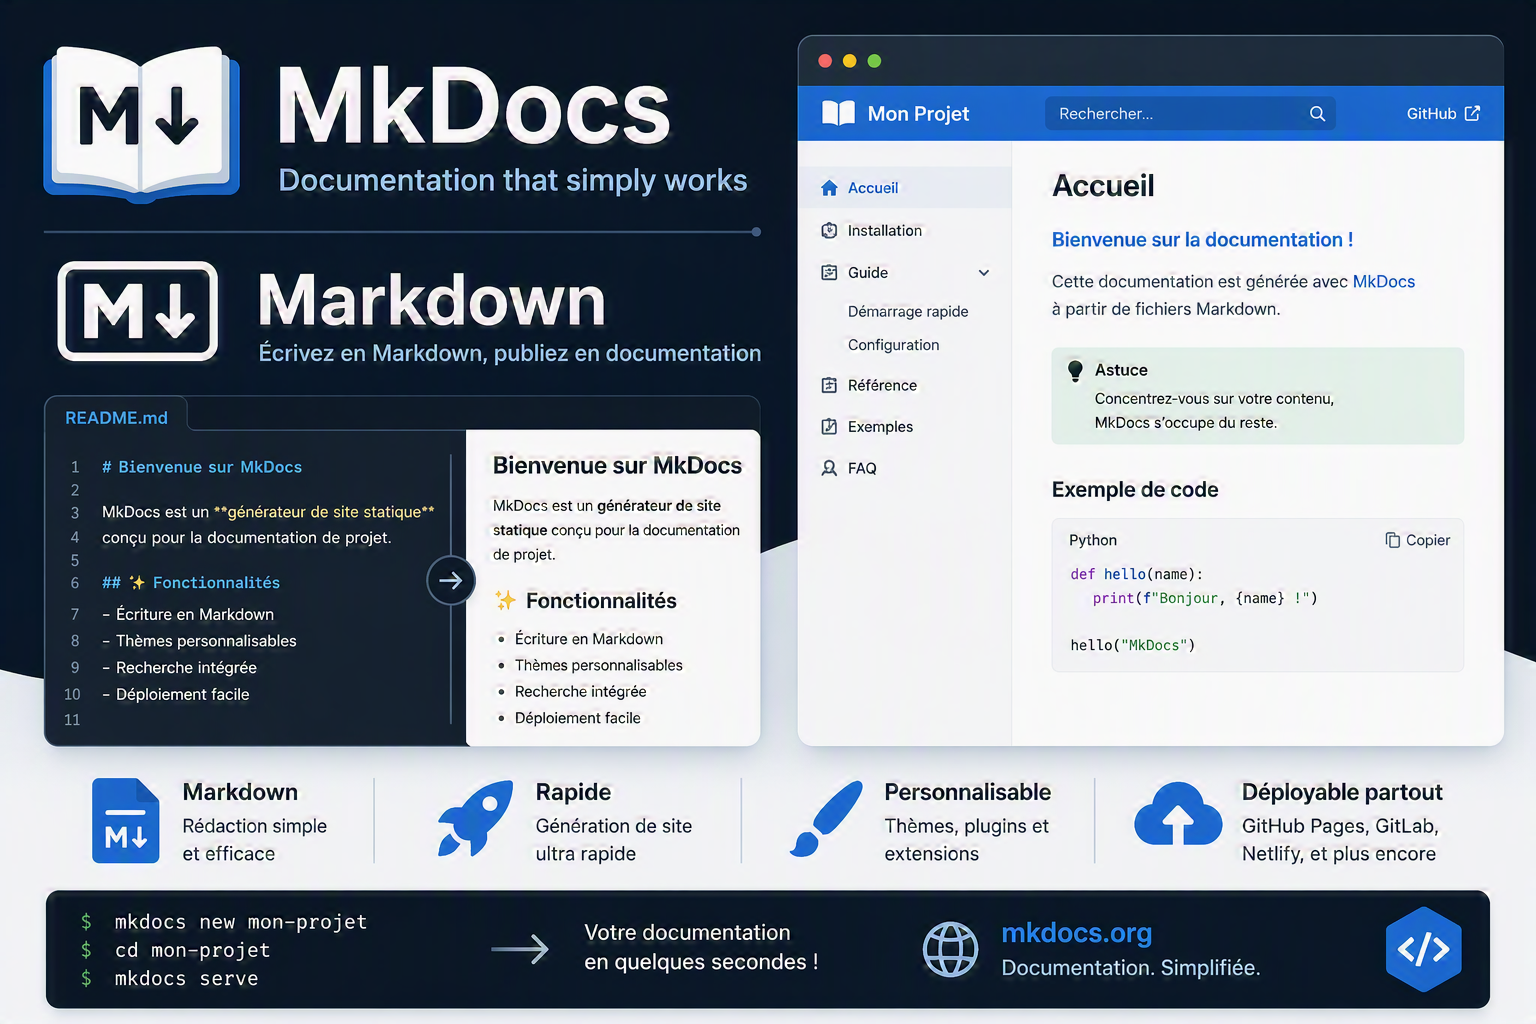 M↓
MkDocs
Documentation that simply works
M↓
Markdown
Écrivez en Markdown, publiez en documentation
README.md
1 # Bienvenue sur MkDocs
2
3 MkDocs est un **générateur de site statique**
4 conçu pour la documentation de projet.
5
6 ## ✨ Fonctionnalités
7 - Écriture en Markdown
8 - Thèmes personnalisables
9 - Recherche intégrée
10 - Déploiement facile
11
Bienvenue sur MkDocs
MkDocs est un générateur de site
statique conçu pour la documentation
de projet.
✨ Fonctionnalités
• Écriture en Markdown
• Thèmes personnalisables
• Recherche intégrée
• Déploiement facile
Mon Projet
Rechercher...
GitHub
Accueil
Installation
Guide
Démarrage rapide
Configuration
Référence
Exemples
FAQ
Accueil
Bienvenue sur la documentation !
Cette documentation est générée avec MkDocs
à partir de fichiers Markdown.
Astuce
Concentrez-vous sur votre contenu,
MkDocs s'occupe du reste.
Exemple de code
Python
Copier
def hello(name):
print(f"Bonjour, {name} !")
hello("MkDocs")
M↓
Markdown
Rédaction simple
et efficace
Rapide
Génération de site
ultra rapide
Personnalisable
Thèmes, plugins et
extensions
Déployable partout
GitHub Pages, GitLab,
Netlify, et plus encore
$ mkdocs new mon-projet
$ cd mon-projet
$ mkdocs serve
Votre documentation
en quelques secondes !
mkdocs.org
Documentation. Simplifiée.
</>